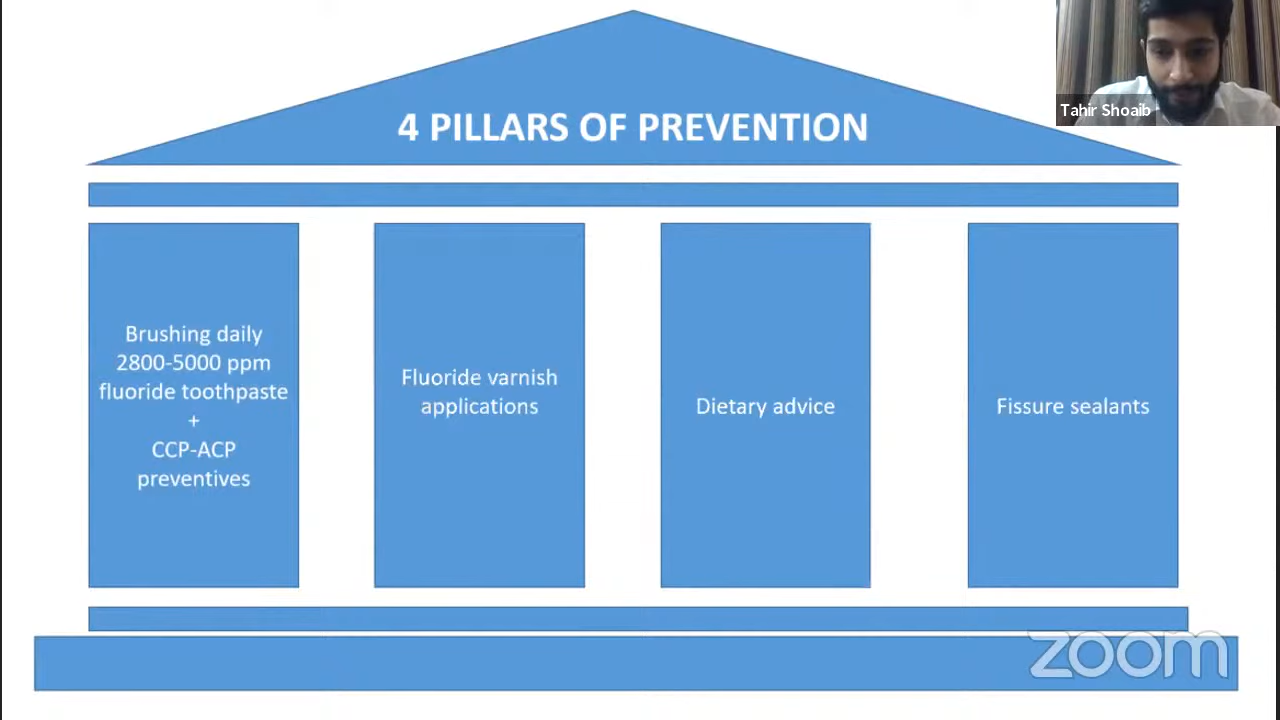 4 PILLARS OF PREVENTION
Tahir Shoaib
Brushing daily
2800-5000 ppm
fluoride toothpaste
+
CCP-ACP
preventives
Fluoride varnish
applications
Dietary advice
Fissure sealants
zoom